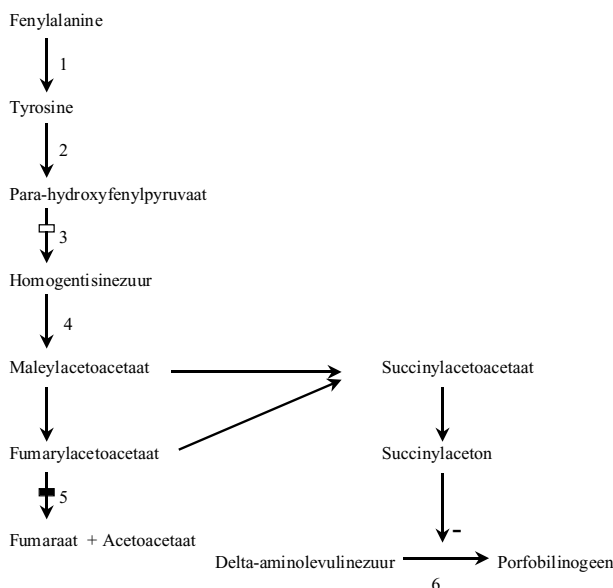 Fenylalanine
1
Tyrosine
2
Para-hydroxyfenylpyruvaat
3
Homogentisinezuur
4
Maleylacetoacetaat
Succinylacetoacetaat
Fumarylacetoacetaat
Succinylaceton
5
-
Fumaraat + Acetoacetaat
Delta-aminolevulinezuur
Porfobilinogeen
6